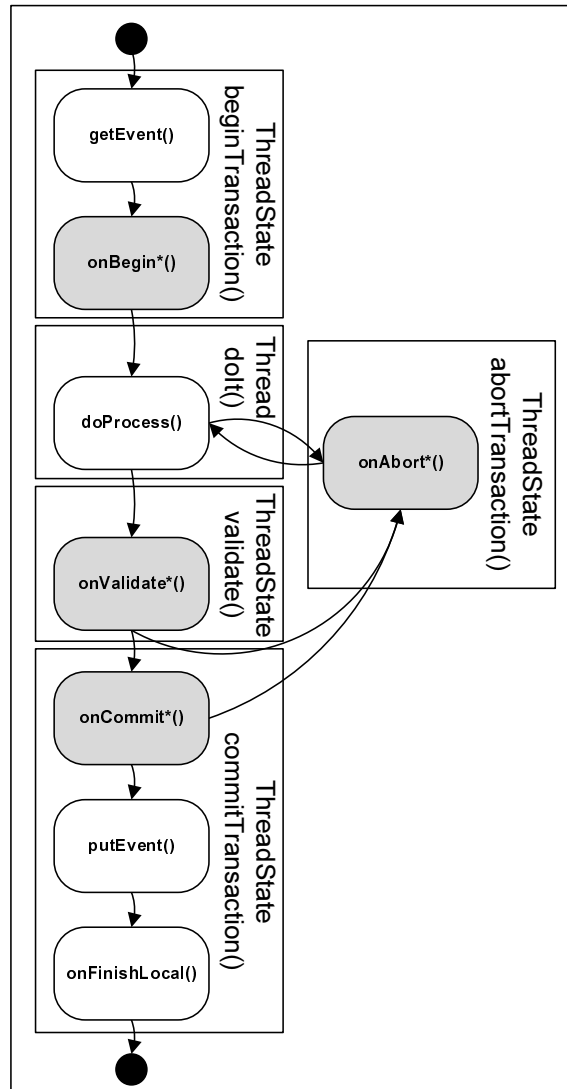 getEvent()
onBegin*()
ThreadState
beginTransaction()
doProcess()
Thread
doIt()
onAbort*()
ThreadState
abortTransaction()
onValidate*()
ThreadState
validate()
onCommit*()
putEvent()
onFinishLocal()
ThreadState
commitTransaction()